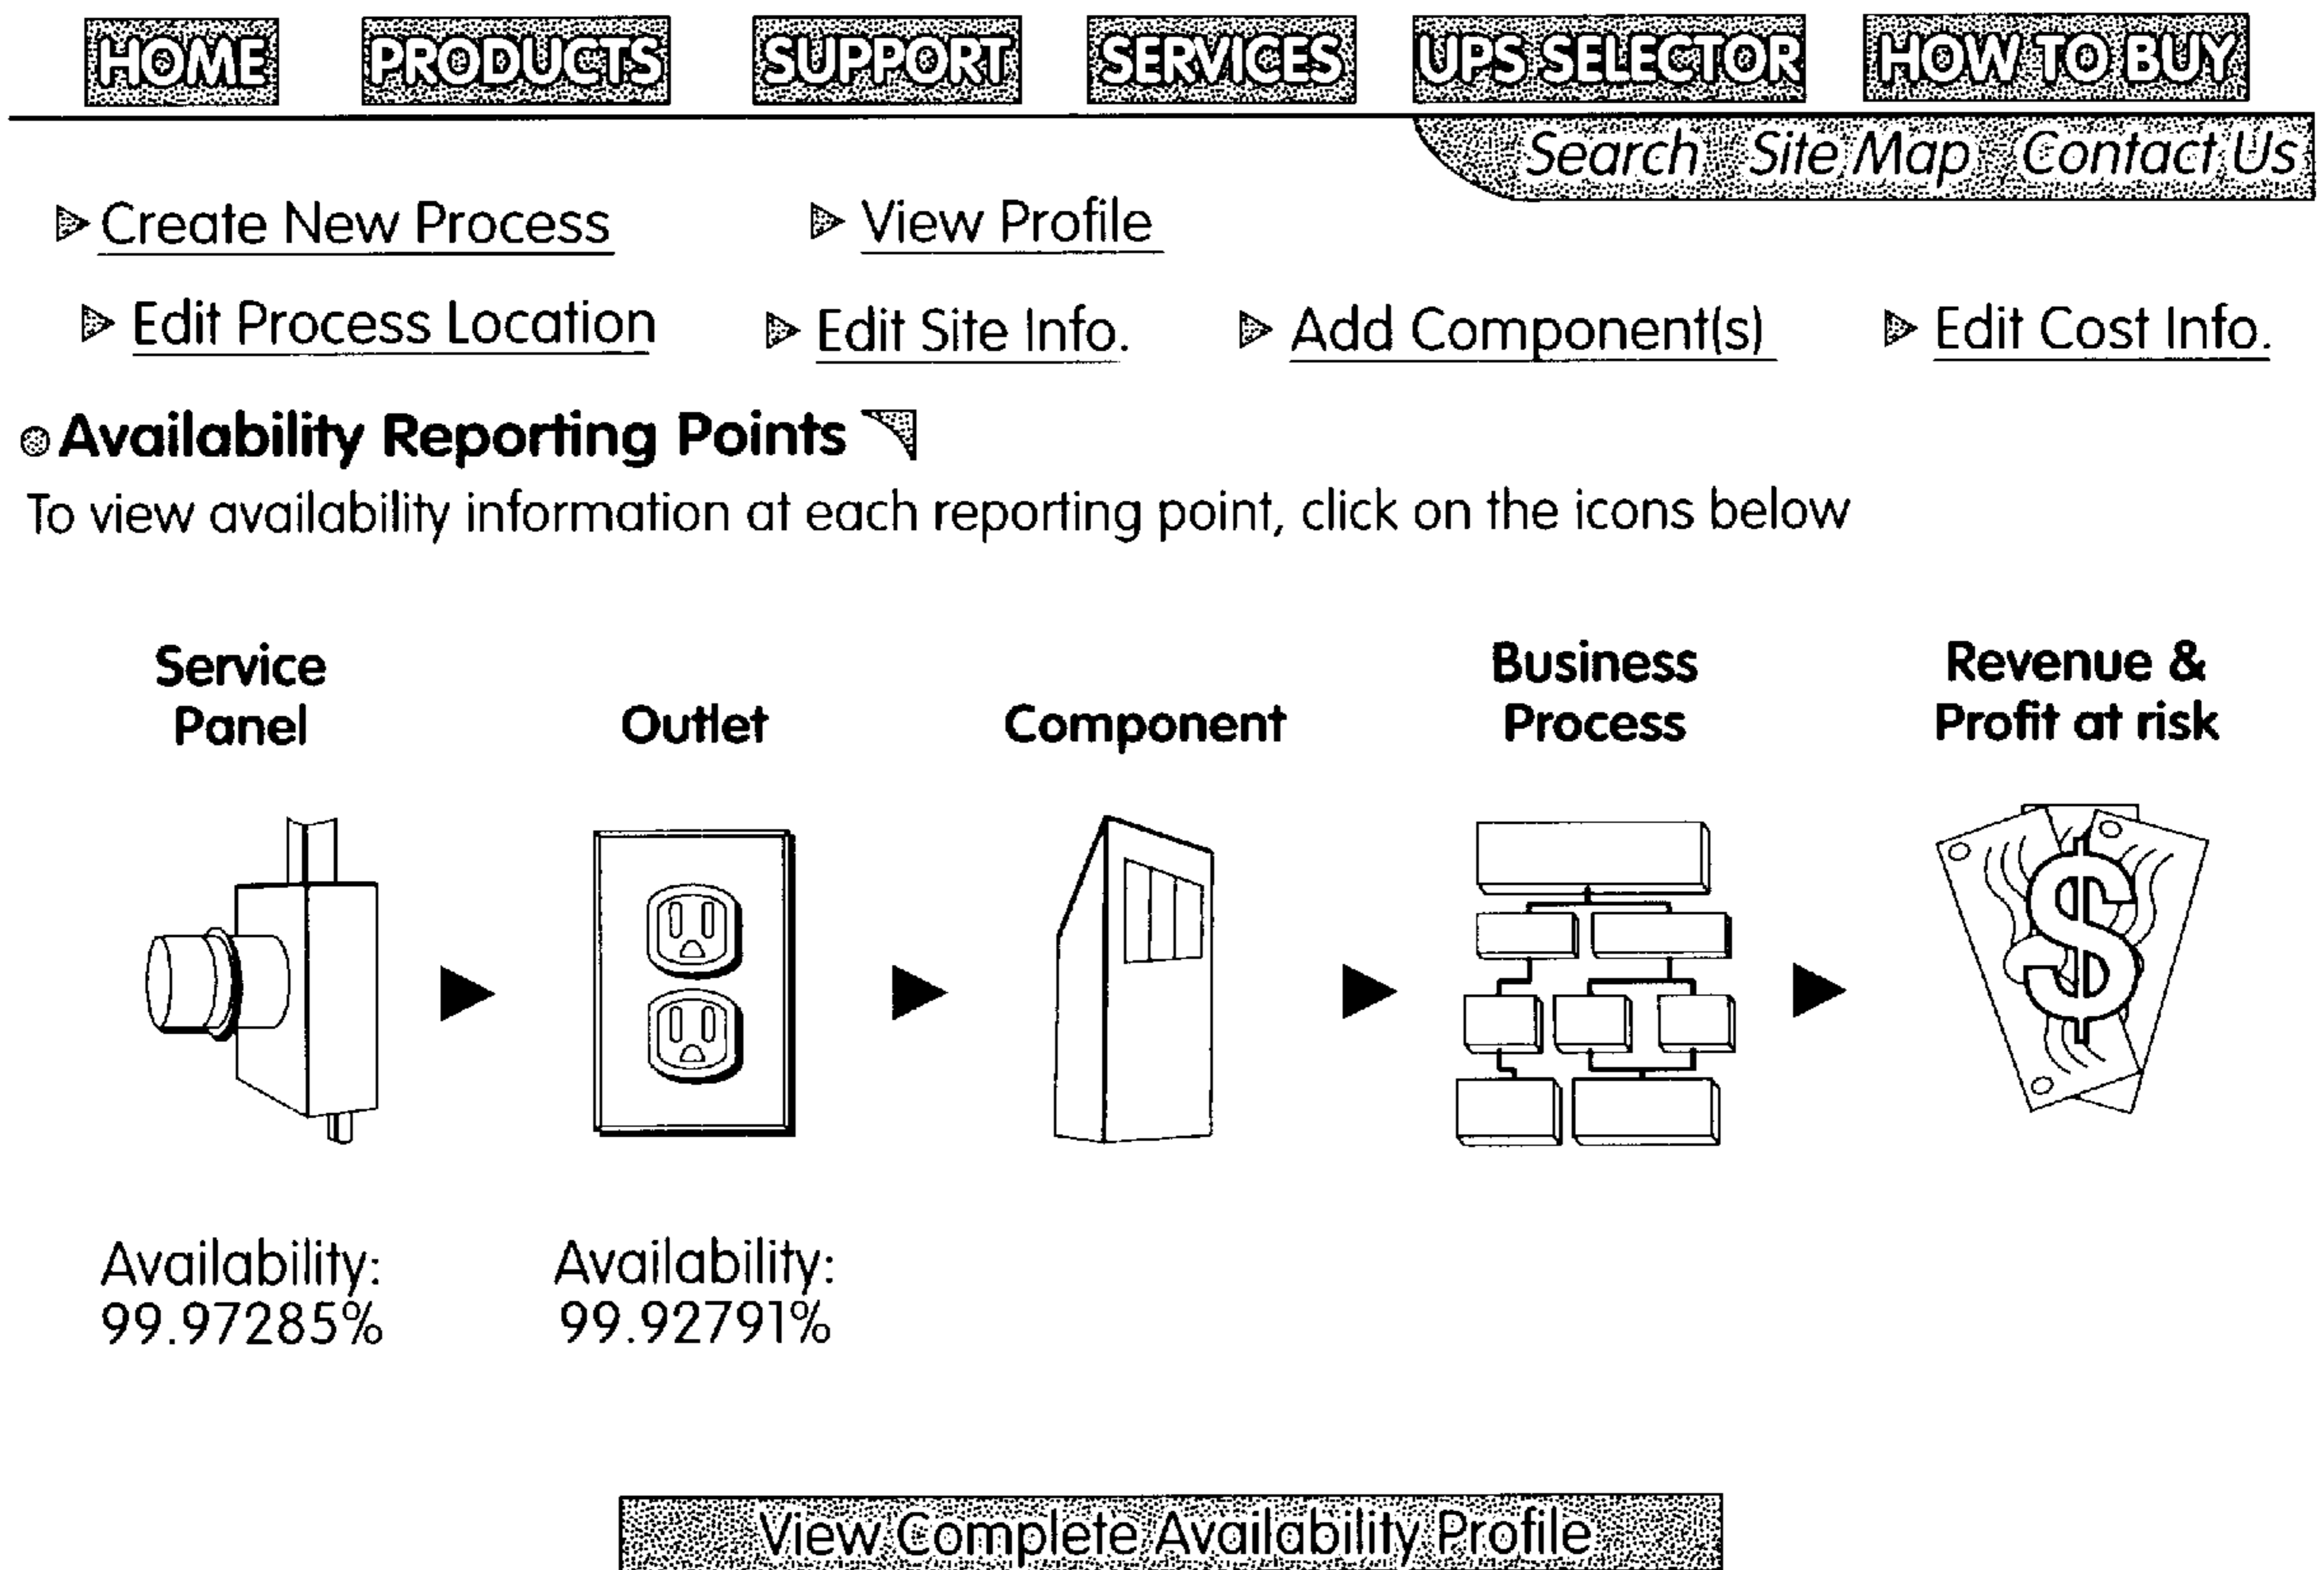 HOME PRODUCTS SUPPORT SERVICES UPS SELECTOR HOW TO BUY
Search Site Map Contact Us
Create New Process View Profile
Edit Process Location Edit Site Info. Add Component(s) Edit Cost Info.
Availability Reporting Points
To view availability information at each reporting point, click on the icons below
Service Panel
Outlet
Component
Business Process
Revenue & Profit at risk
$
Availability:
99.97285%
Availability:
99.92791%
View Complete Availability Profile